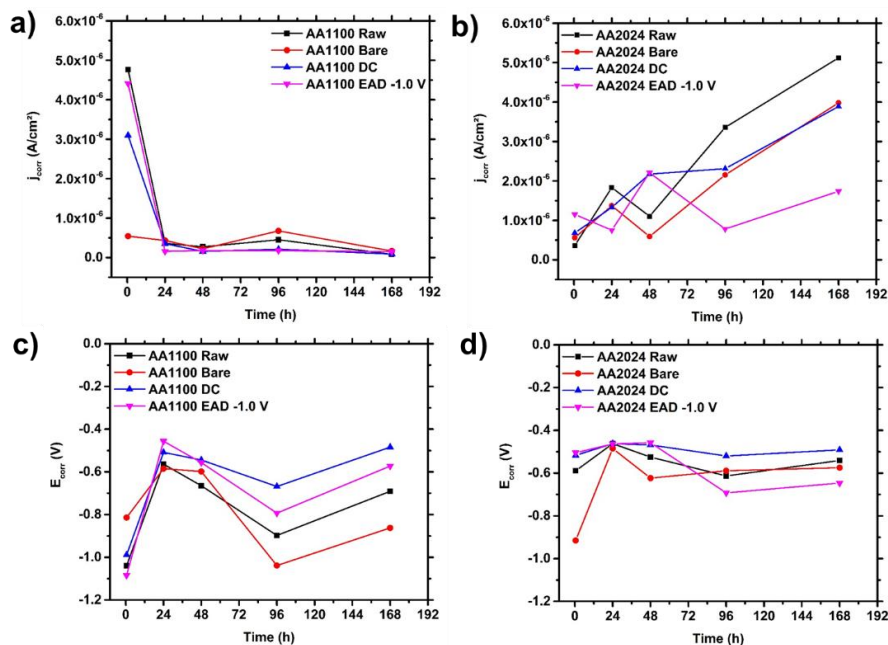 a)
6.0x10⁻⁶
5.0x10⁻⁶
4.0x10⁻⁶
3.0x10⁻⁶
2.0x10⁻⁶
1.0x10⁻⁶
0.0
j_corr (A/cm²)
AA1100 Raw
AA1100 Bare
AA1100 DC
AA1100 EAD -1.0 V
0 24 48 72 96 120 144 168 192
Time (h)
b)
6.0x10⁻⁶
5.0x10⁻⁶
4.0x10⁻⁶
3.0x10⁻⁶
2.0x10⁻⁶
1.0x10⁻⁶
0.0
j_corr (A/cm²)
AA2024 Raw
AA2024 Bare
AA2024 DC
AA2024 EAD -1.0 V
0 24 48 72 96 120 144 168 192
Time (h)
c)
0.0
-0.2
-0.4
-0.6
-0.8
-1.0
-1.2
E_corr (V)
AA1100 Raw
AA1100 Bare
AA1100 DC
AA1100 EAD -1.0 V
0 24 48 72 96 120 144 168 192
Time (h)
d)
0.0
-0.2
-0.4
-0.6
-0.8
-1.0
-1.2
E_corr (V)
AA2024 Raw
AA2024 Bare
AA2024 DC
AA2024 EAD -1.0 V
0 24 48 72 96 120 144 168 192
Time (h)